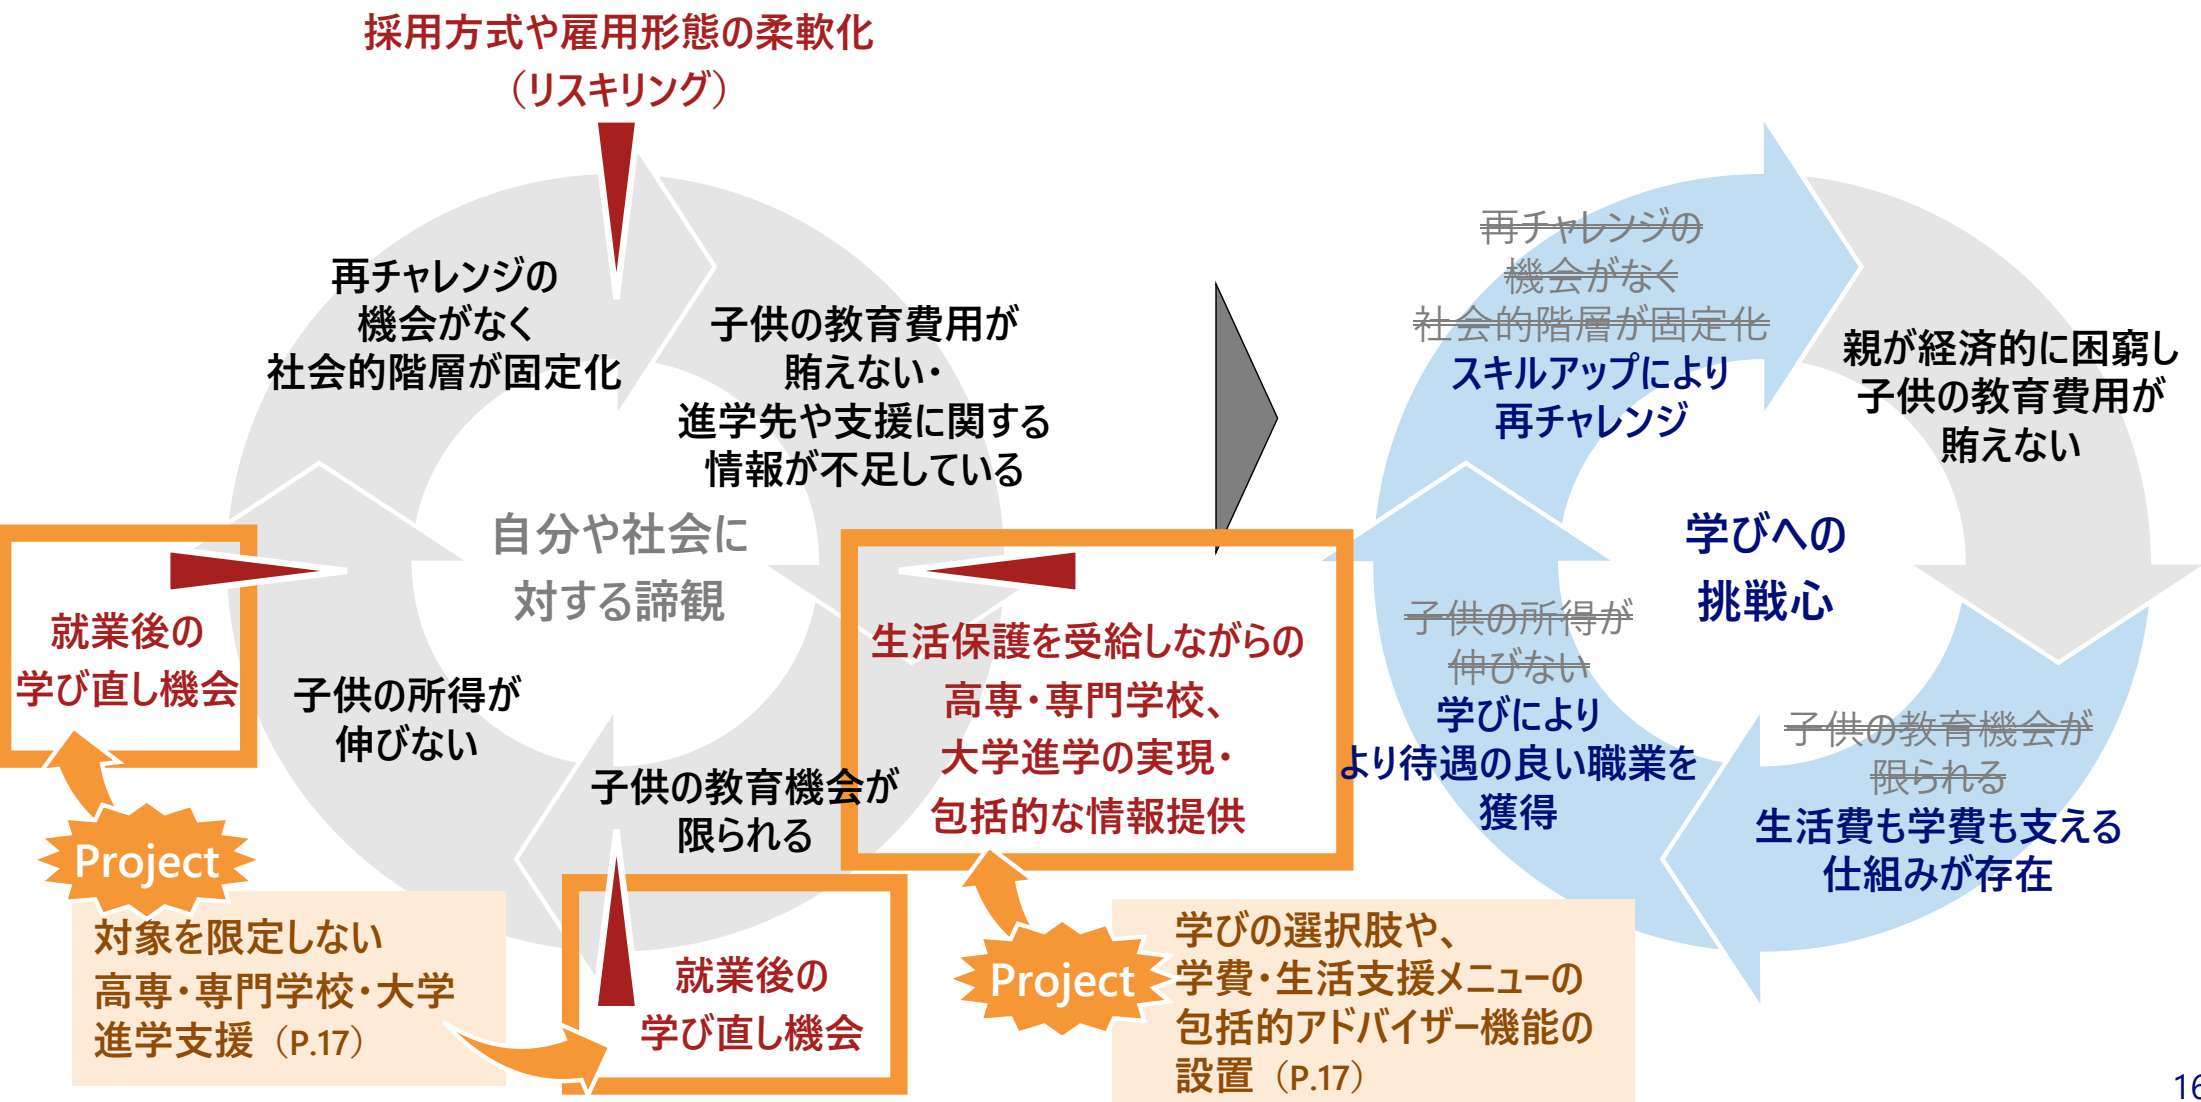 採用方式や雇用形態の柔軟化
（リスキリング）
再チャレンジの
機会がなく
社会的階層が固定化
子供の教育費用が
賄えない・
進学先や支援に関する
情報が不足している
自分や社会に
対する諦観
就業後の
学び直し機会
子供の所得が
伸びない
子供の教育機会が
限られる
生活保護を受給しながらの
高専・専門学校、
大学進学の実現・
包括的な情報提供
Project
対象を限定しない
高専・専門学校・大学
進学支援（P.17）
就業後の
学び直し機会
Project
学びの選択肢や、
学費・生活支援メニューの
包括的アドバイザー機能の
設置（P.17）
再チャレンジの
機会がなく
社会的階層が固定化
スキルアップにより
再チャレンジ
親が経済的に困窮し
子供の教育費用が
賄えない
学びへの
挑戦心
子供の所得が
伸びない
学びにより
より待遇の良い職業を
獲得
子供の教育機会が
限られる
生活費も学費も支える
仕組みが存在
16